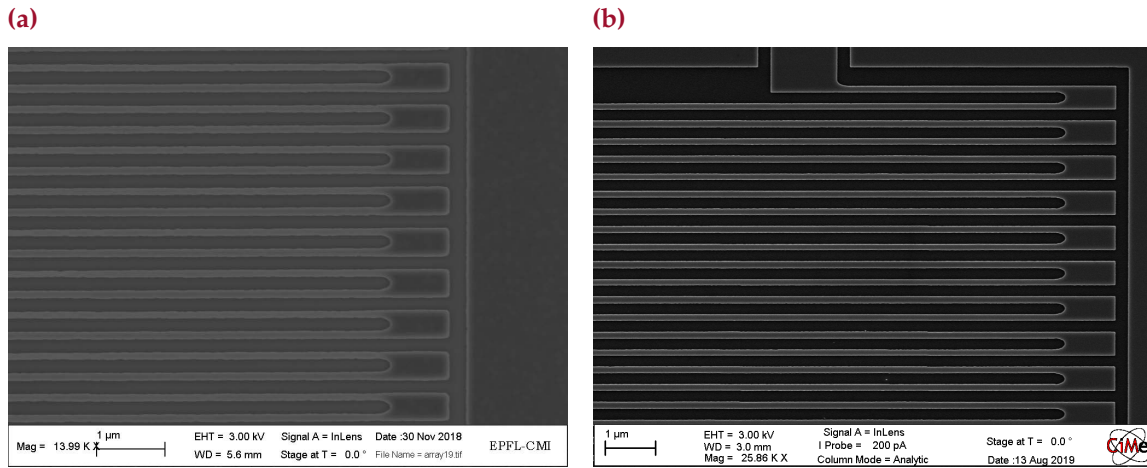 (a)
(b)
Mag = 13.99 K X
1 µm
EHT = 3.00 kV
WD = 5.6 mm
Signal A = InLens
Stage at T = 0.0 °
Date :30 Nov 2018
File Name = array19.tif
EPFL-CMI
1 µm
EHT = 3.00 kV
WD = 3.0 mm
Mag = 25.86 K X
Signal A = InLens
I Probe = 200 pA
Column Mode = Analytic
Stage at T = 0.0 °
Date :13 Aug 2019
CiMe